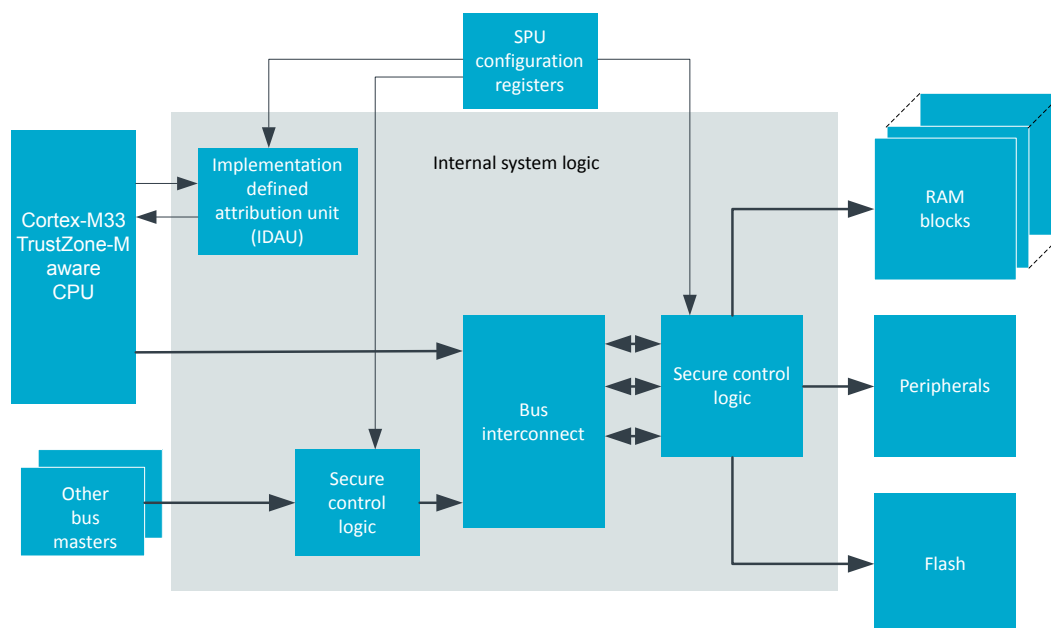 SPU
configuration
registers
Internal system logic
Implementation
defined
attribution unit
(IDAU)
Cortex-M33
TrustZone-M
aware
CPU
RAM
blocks
Bus
interconnect
Secure control
logic
Peripherals
Other
bus
masters
Secure
control
logic
Flash